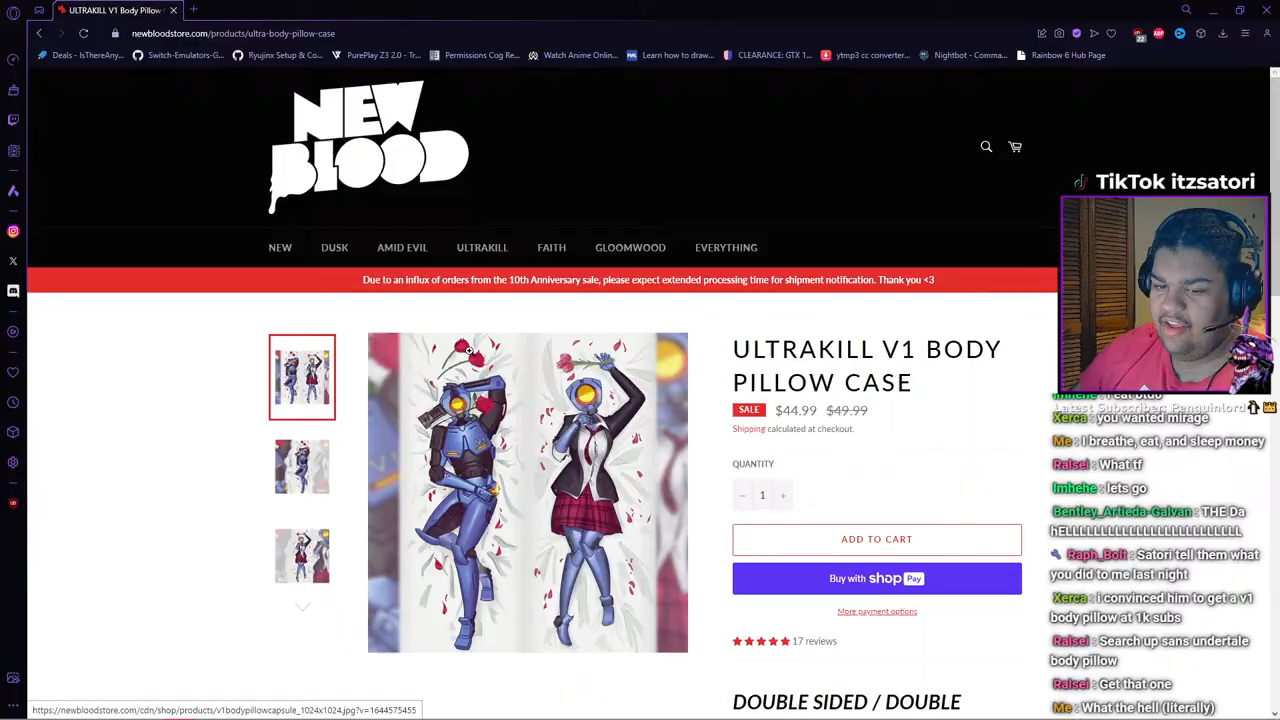 ULTRAKILL V1 Body Pillow
newbloodstore.com/products/ultra-body-pillow-case
22
Deals - IsThereAny...
Switch-Emulators-G...
Ryujinx Setup & Co...
PurePlay Z3 2.0 - Tr...
Permissions Cog Re...
Watch Anime Onlin...
Learn how to draw...
CLEARANCE: GTX 1...
ytmp3 cc converter...
Nightbot - Comma...
Rainbow 6 Hub Page
NEW
BLOOD
NEW
DUSK
AMID EVIL
ULTRAKILL
FAITH
GLOOMWOOD
EVERYTHING
Due to an influx of orders from the 10th Anniversary sale, please expect extended processing time for shipment notification. Thank you <3
ULTRAKILL V1 BODY
PILLOW CASE
SALE $44.99 $49.99
Shipping calculated at checkout.
QUANTITY
− 1 +
ADD TO CART
Buy with shop Pay
More payment options
17 reviews
DOUBLE SIDED / DOUBLE
https://newbloodstore.com/cdn/shop/products/v1bodypillowcapsule_1024x1024.jpg?v=1644575455
TikTok itzsatori
Latest Subscriber: Penguinlord
Xerca: you wanted mirage
Me: I breathe, eat, and sleep money
Ralsei: What tf
Imhehe: lets go
Bentley_Artieda-Galvan: THE Da
hELLLLLLLLLLLLLLLLLLLLLLLLL
Raph_Bolt: Satori tell them what
you did to me last night
Xerca: i convinced him to get a v1
body pillow at 1k subs
Ralsei: Search up sans undertale
body pillow
Ralsei: Get that one
Me: What the hell (literally)